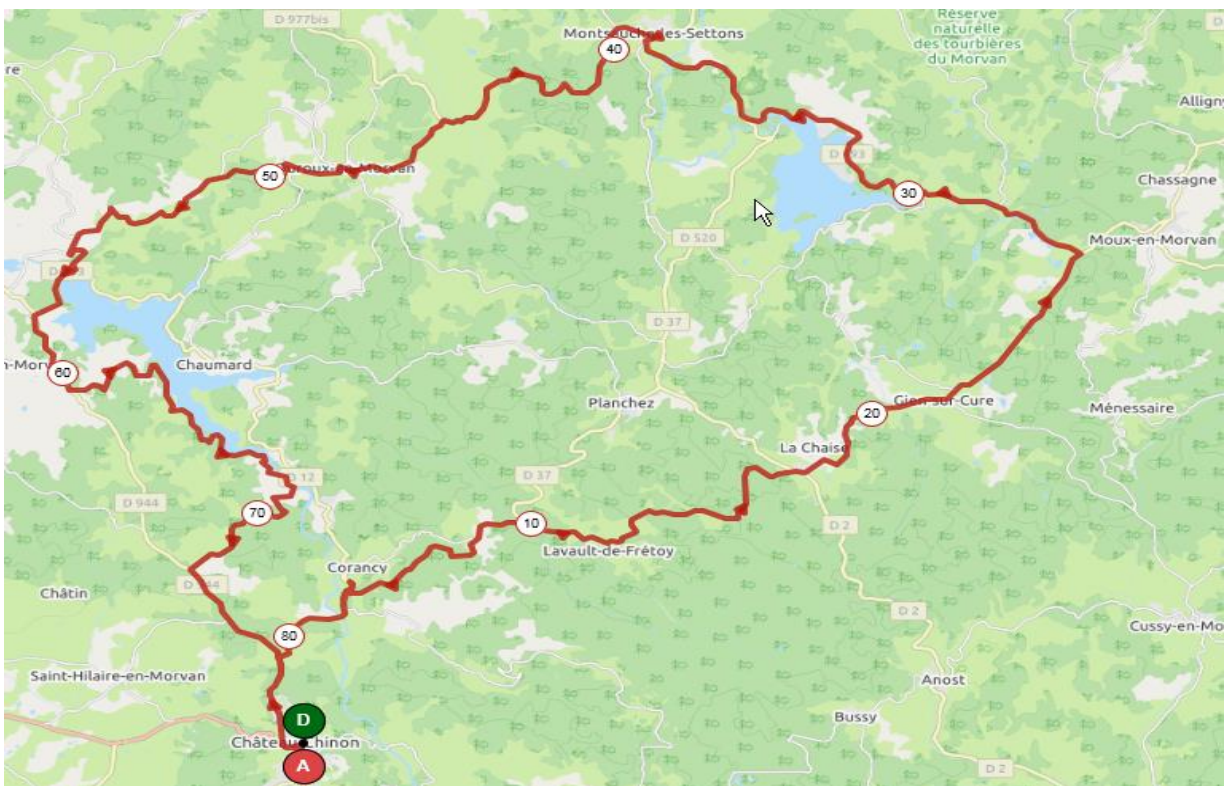 D 977bis
Réserve
naturelle
des tourbières
du Morvan
Montsauche-les-Settons
40
re
Alligny
D 193
Chassagne
50
30
D 520
Moux-en-Morvan
D 37
Chaumard
60
Planchez
20
Gien-sur-Cure
Ménessaire
La Chaise
D 12
D 37
D 944
70
10
D 2
Lavault-de-Frétoy
Corancy
D 944
Châtin
D 2
80
Cussy-en-Mo
Saint-Hilaire-en-Morvan
Anost
D
Bussy
Château-Chinon
A
D 2